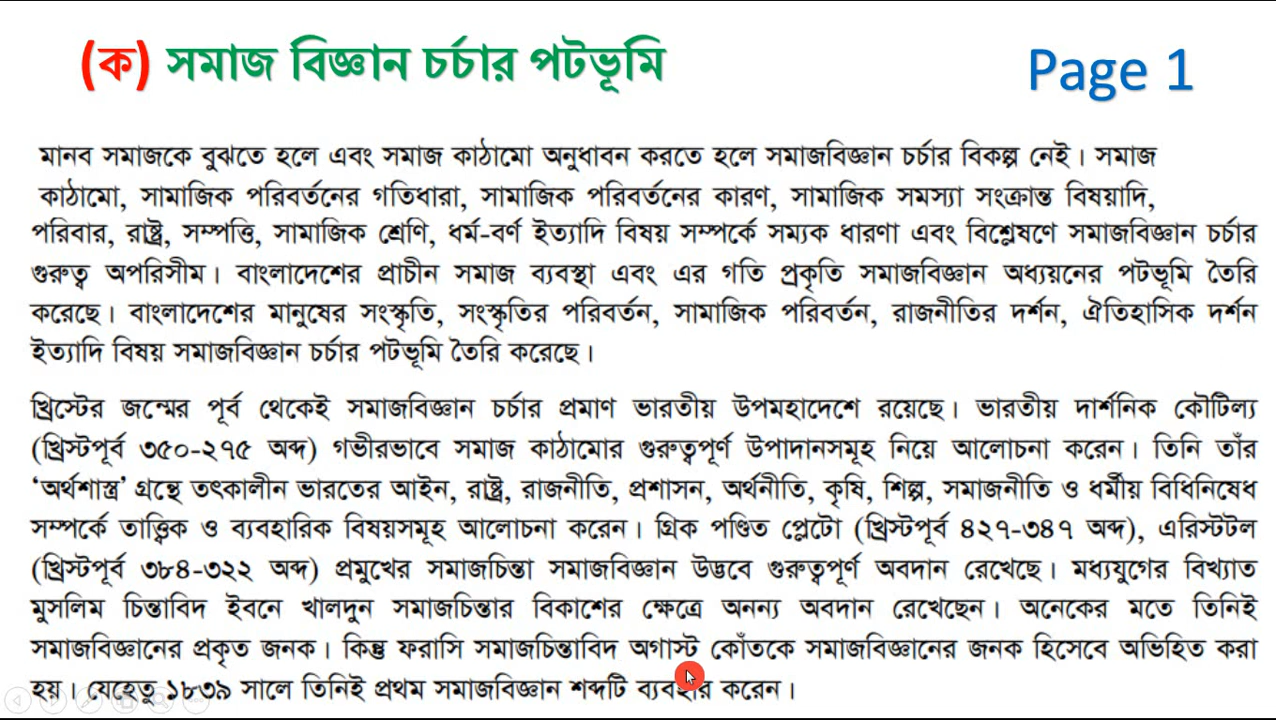 (ক) সমাজ বিজ্ঞান চর্চার পটভূমি
Page 1
মানব সমাজকে বুঝতে হলে এবং সমাজ কাঠামো অনুধাবন করতে হলে সমাজবিজ্ঞান চর্চার বিকল্প নেই। সমাজ
কাঠামো, সামাজিক পরিবর্তনের গতিধারা, সামাজিক পরিবর্তনের কারণ, সামাজিক সমস্যা সংক্রান্ত বিষয়াদি,
পরিবার, রাষ্ট্র, সম্পত্তি, সামাজিক শ্রেণি, ধর্ম-বর্ণ ইত্যাদি বিষয় সম্পর্কে সম্যক ধারণা এবং বিশ্লেষণে সমাজবিজ্ঞান চর্চার
গুরুত্ব অপরিসীম। বাংলাদেশের প্রাচীন সমাজ ব্যবস্থা এবং এর গতি প্রকৃতি সমাজবিজ্ঞান অধ্যয়নের পটভূমি তৈরি
করেছে। বাংলাদেশের মানুষের সংস্কৃতি, সংস্কৃতির পরিবর্তন, সামাজিক পরিবর্তন, রাজনীতির দর্শন, ঐতিহাসিক দর্শন
ইত্যাদি বিষয় সমাজবিজ্ঞান চর্চার পটভূমি তৈরি করেছে।
খ্রিস্টের জন্মের পূর্ব থেকেই সমাজবিজ্ঞান চর্চার প্রমাণ ভারতীয় উপমহাদেশে রয়েছে। ভারতীয় দার্শনিক কৌটিল্য
(খ্রিস্টপূর্ব ৩৫০-২৭৫ অব্দ) গভীরভাবে সমাজ কাঠামোর গুরুত্বপূর্ণ উপাদানসমূহ নিয়ে আলোচনা করেন। তিনি তাঁর
‘অর্থশাস্ত্র’ গ্রন্থে তৎকালীন ভারতের আইন, রাষ্ট্র, রাজনীতি, প্রশাসন, অর্থনীতি, কৃষি, শিল্প, সমাজনীতি ও ধর্মীয় বিধিনিষেধ
সম্পর্কে তাত্ত্বিক ও ব্যবহারিক বিষয়সমূহ আলোচনা করেন। গ্রিক পণ্ডিত প্লেটো (খ্রিস্টপূর্ব ৪২৭-৩৪৭ অব্দ), এরিস্টটল
(খ্রিস্টপূর্ব ৩৮৪-৩২২ অব্দ) প্রমুখের সমাজচিন্তা সমাজবিজ্ঞান উদ্ভবে গুরুত্বপূর্ণ অবদান রেখেছে। মধ্যযুগের বিখ্যাত
মুসলিম চিন্তাবিদ ইবনে খালদুন সমাজচিন্তার বিকাশের ক্ষেত্রে অনন্য অবদান রেখেছেন। অনেকের মতে তিনিই
সমাজবিজ্ঞানের প্রকৃত জনক। কিন্তু ফরাসি সমাজচিন্তাবিদ অগাস্ট কোঁতকে সমাজবিজ্ঞানের জনক হিসেবে অভিহিত করা
হয়। যেহেতু ১৮৩৯ সালে তিনিই প্রথম সমাজবিজ্ঞান শব্দটি ব্যবহার করেন।